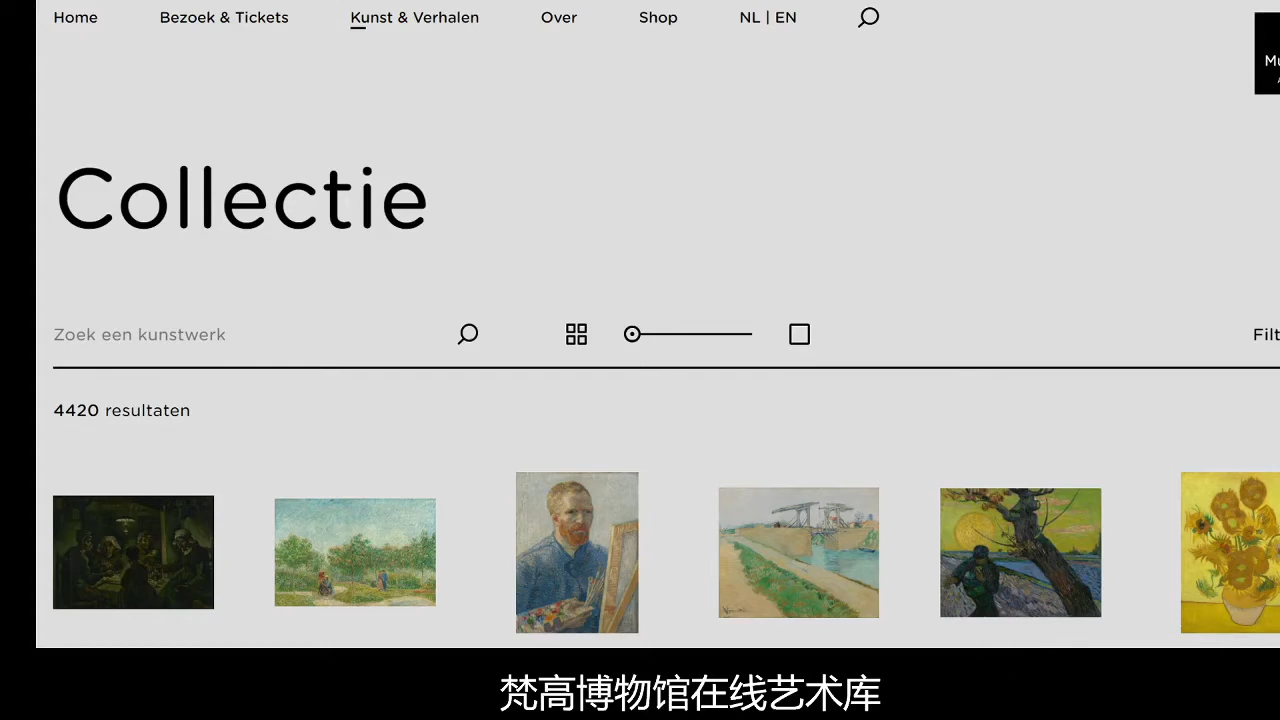 Home Bezoek & Tickets Kunst & Verhalen Over Shop NL | EN
Collectie
Zoek een kunstwerk
4420 resultaten
梵高博物馆在线艺术库